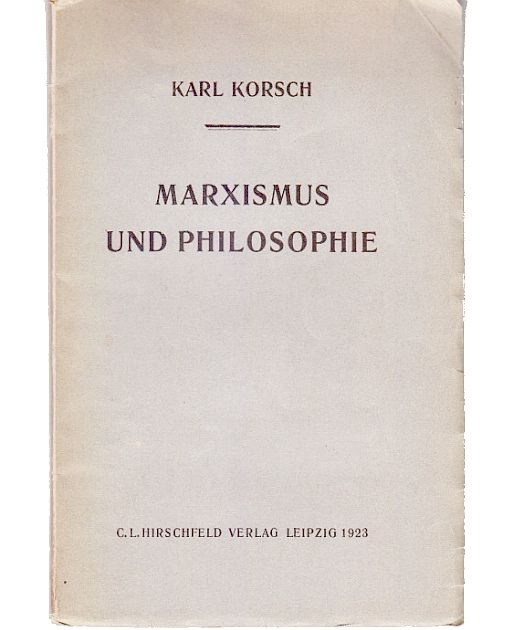 KARL KORSCH
MARXISMUS
UND PHILOSOPHIE
C.L.HIRSCHFELD VERLAG LEIPZIG 1923